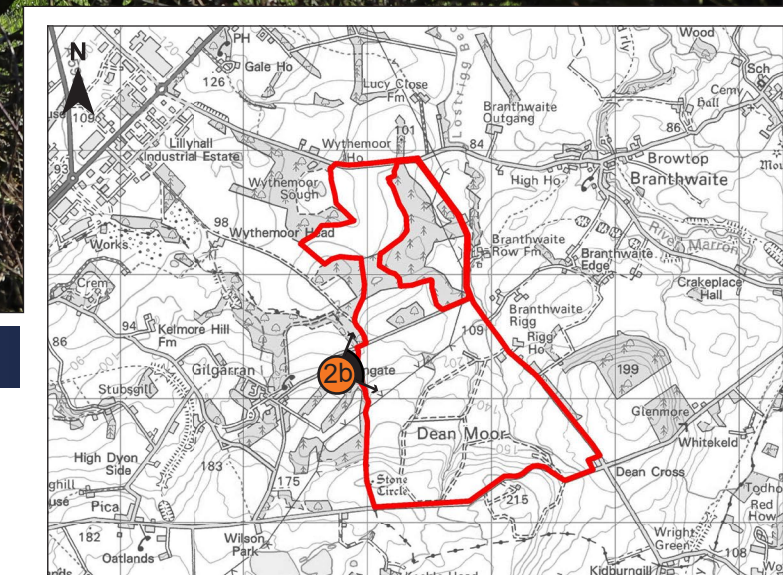 N
PH
Gale Ho
126
109
Lucy Close
Fm
Lostrigg
Wood
Sch
Cemy
Branthwaite
Outgang
101
86
Lillyhall
Industrial Estate
Wythemoor
Ho
84
Browtop
Branthwaite
93
Wythemoor
Sough
High Ho
98
Wythemoor Head
River Marron
Works
Branthwaite
Row Fm
Branthwaite
Edge
Crem
Crakeplace
Hall
94
Kelmore Hill
Fm
Branthwaite
Rigg
109
Rigg
Ho
86
Gilgarran
2b
199
Stubsgill
Glenmore
Dean Moor
Whitekeld
High Dyon
Side
183
Dean Cross
175
Stone
Circle
Pica
215
Red
How
182
Oatlands
Wilson
Park
Wright
Green
108
Kidburngill